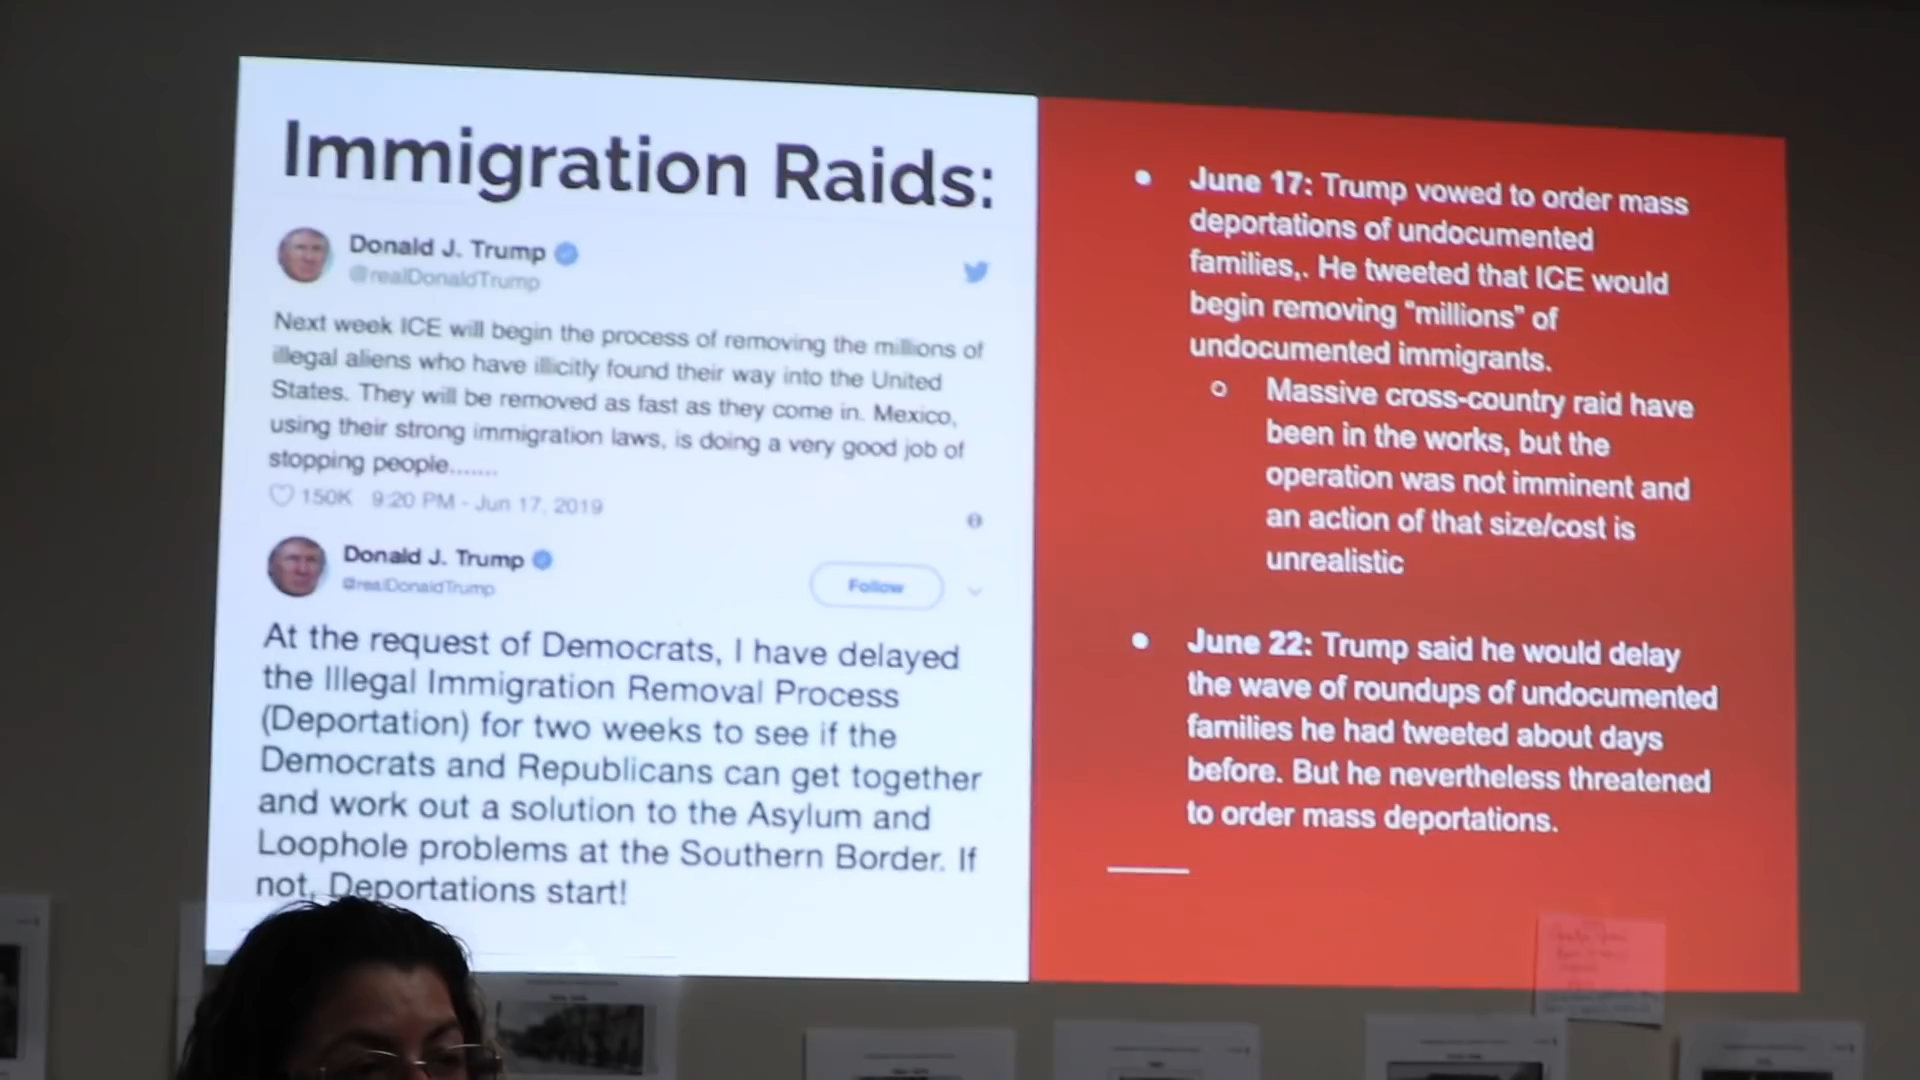 Immigration Raids:
Donald J. Trump
@realDonaldTrump
Next week ICE will begin the process of removing the millions of
illegal aliens who have illicitly found their way into the United
States. They will be removed as fast as they come in. Mexico,
using their strong immigration laws, is doing a very good job of
stopping people.......
150K 9:20 PM - Jun 17, 2019
Donald J. Trump
@realDonaldTrump
Follow
At the request of Democrats, I have delayed
the Illegal Immigration Removal Process
(Deportation) for two weeks to see if the
Democrats and Republicans can get together
and work out a solution to the Asylum and
Loophole problems at the Southern Border. If
not, Deportations start!
• June 17: Trump vowed to order mass
deportations of undocumented
families,. He tweeted that ICE would
begin removing "millions" of
undocumented immigrants.
○ Massive cross-country raid have
been in the works, but the
operation was not imminent and
an action of that size/cost is
unrealistic
• June 22: Trump said he would delay
the wave of roundups of undocumented
families he had tweeted about days
before. But he nevertheless threatened
to order mass deportations.